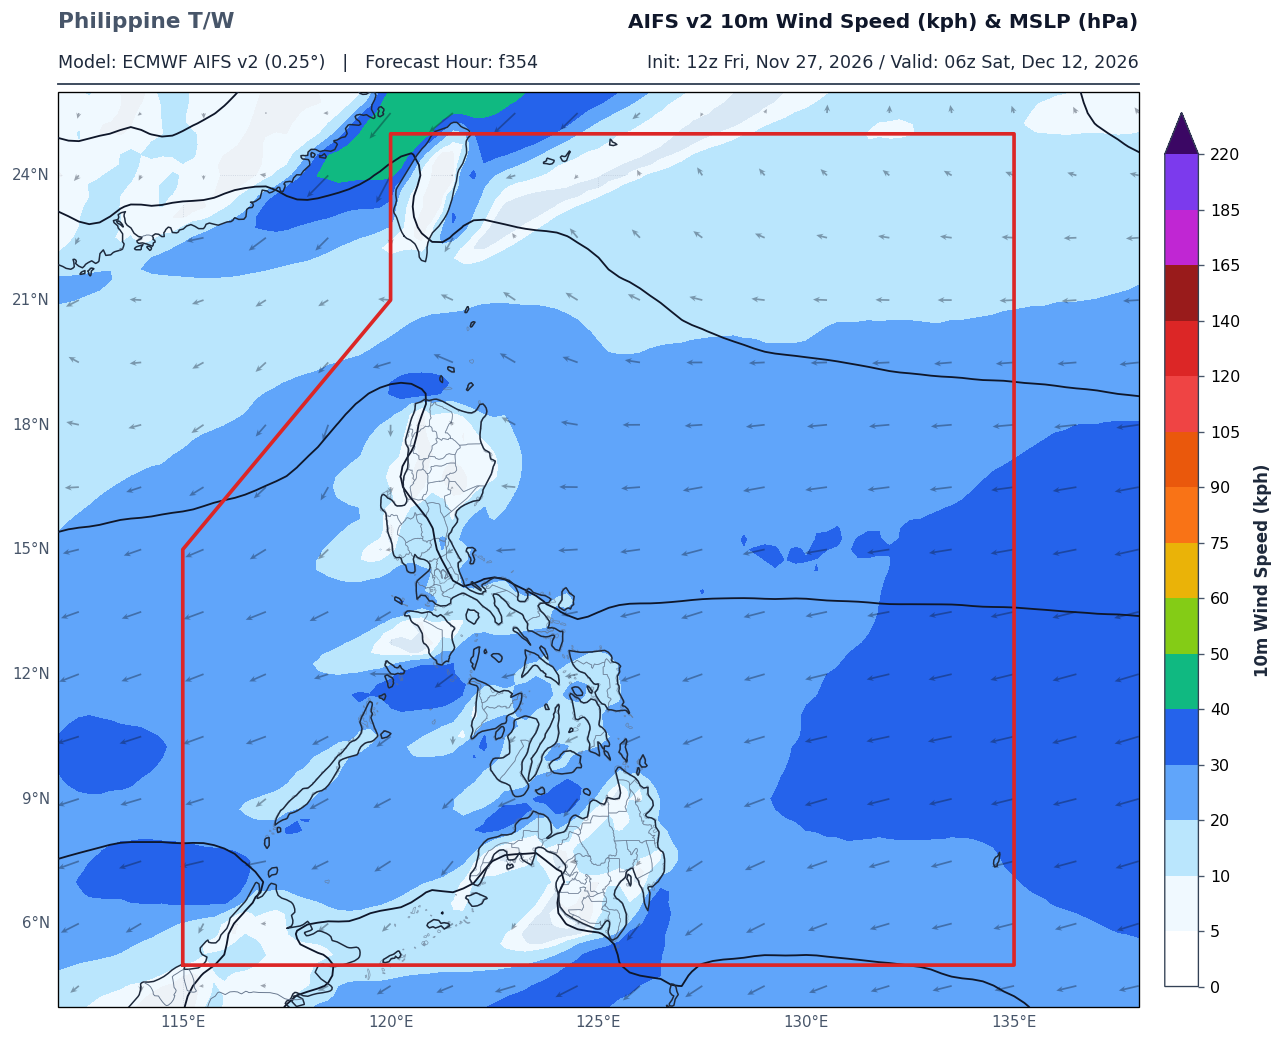 Philippine T/W
AIFS v2 10m Wind Speed (kph) & MSLP (hPa)
Model: ECMWF AIFS v2 (0.25°) | Forecast Hour: f354
Init: 12z Fri, Nov 27, 2026 / Valid: 06z Sat, Dec 12, 2026
24°N
21°N
18°N
15°N
12°N
9°N
6°N
115°E
120°E
125°E
130°E
135°E
220
185
165
140
120
105
90
75
60
50
40
30
20
10
5
0
10m Wind Speed (kph)